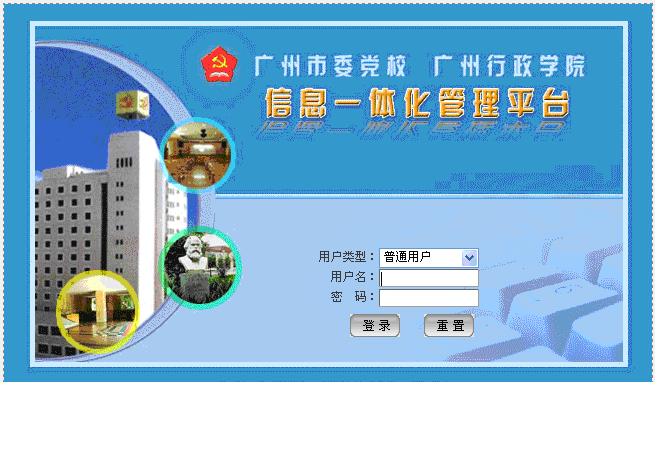 广州市委党校 广州行政学院
信息一体化管理平台
用户类型：普通用户
用户名：
密 码：
登 录 重 置